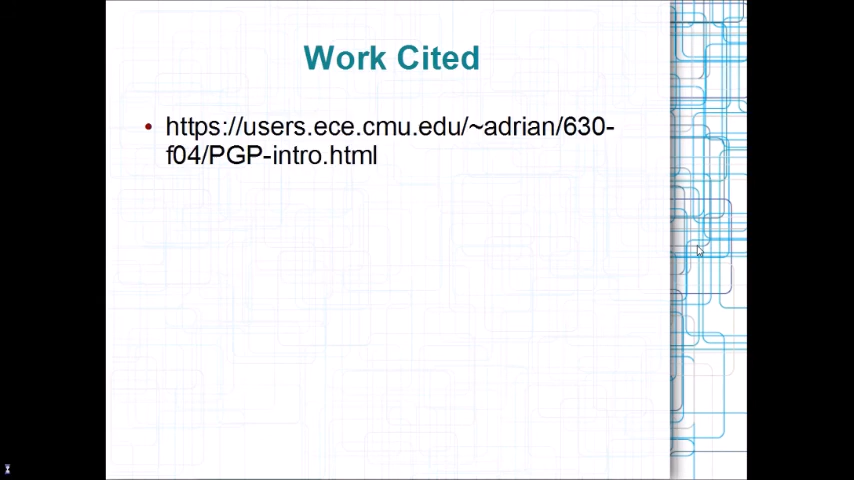 Work Cited
• https://users.ece.cmu.edu/~adrian/630-
f04/PGP-intro.html